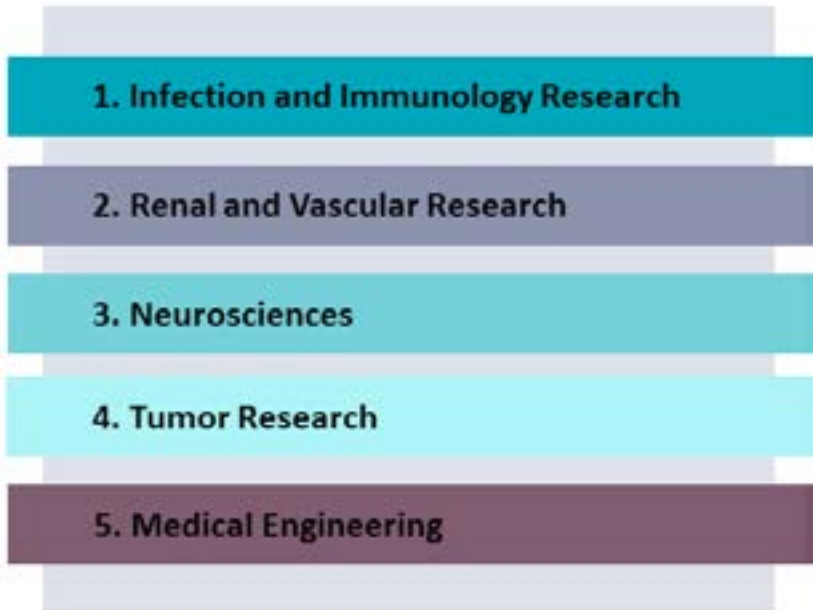 1. Infection and Immunology Research
2. Renal and Vascular Research
3. Neurosciences
4. Tumor Research
5. Medical Engineering